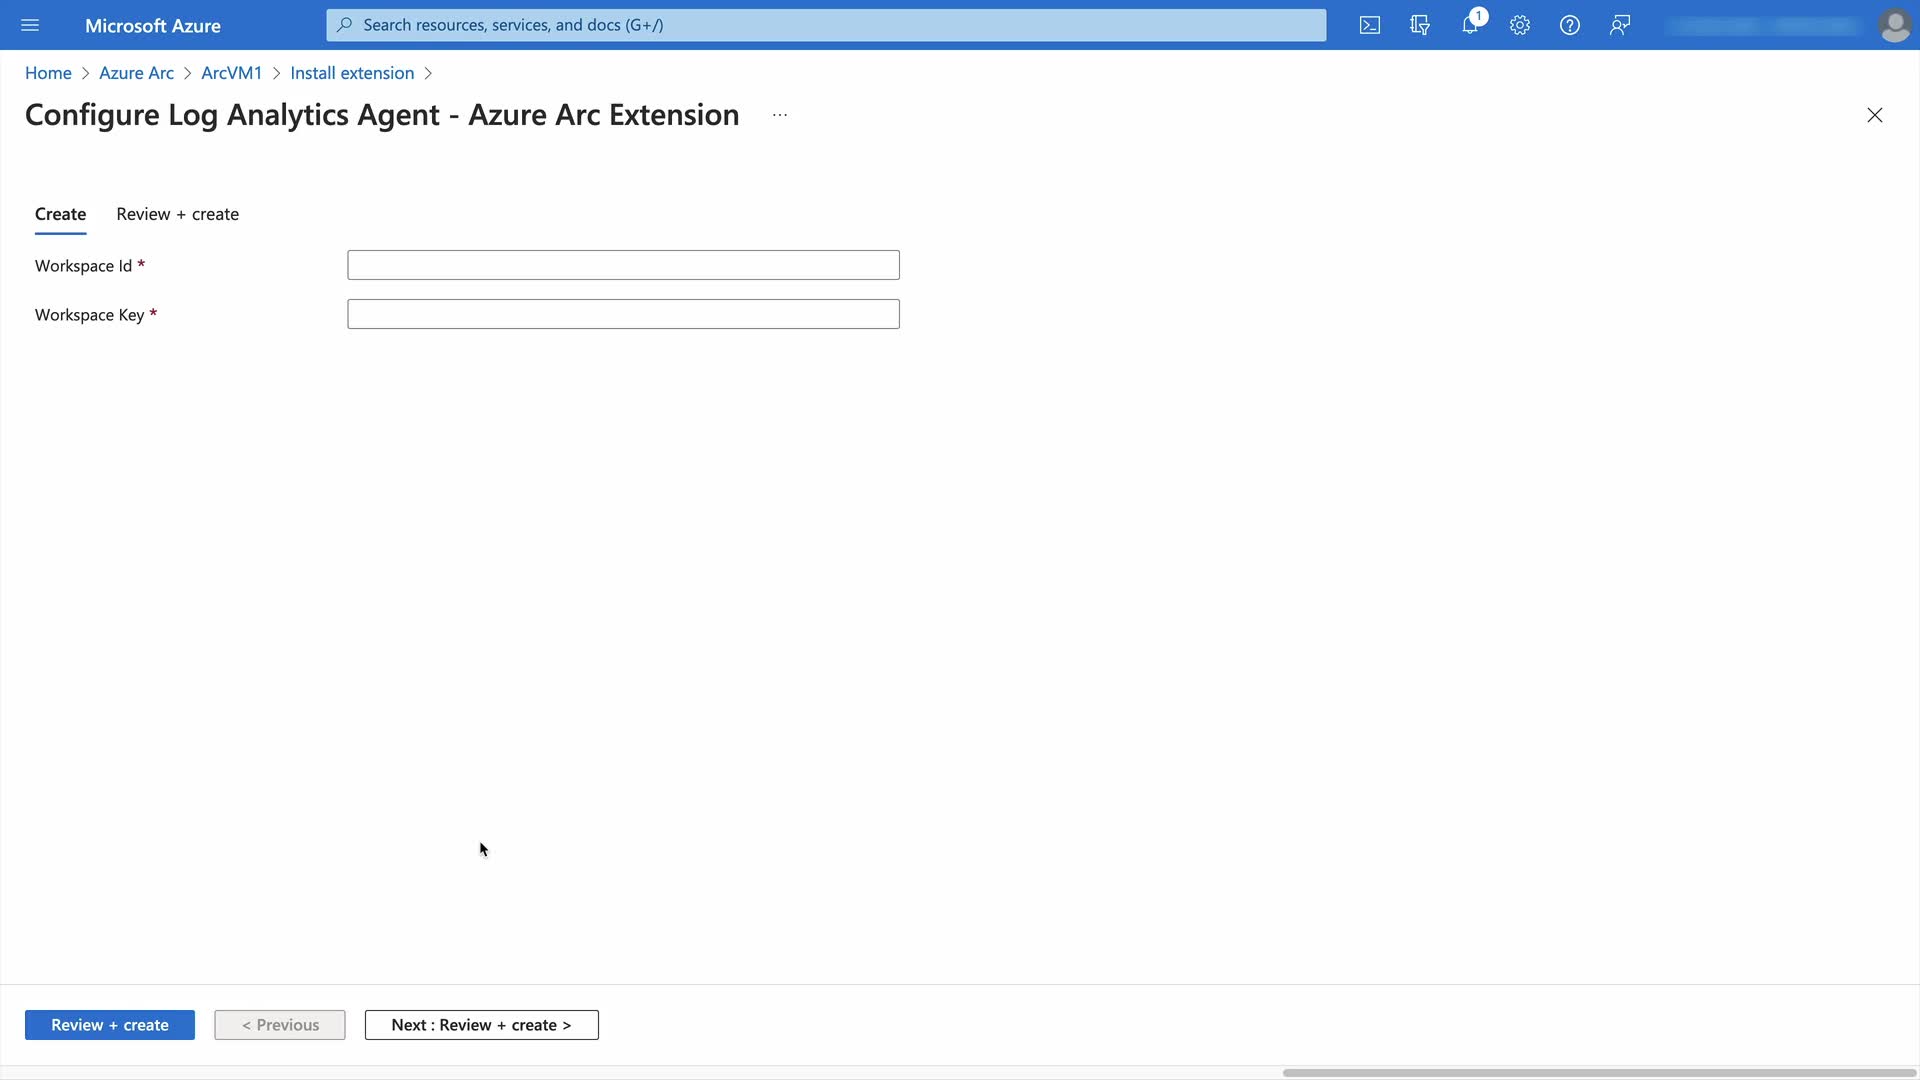 Microsoft Azure
Search resources, services, and docs (G+/)
1
Home > Azure Arc > ArcVM1 > Install extension >
Configure Log Analytics Agent - Azure Arc Extension ...
Create Review + create
Workspace Id *
Workspace Key *
Review + create < Previous Next : Review + create >